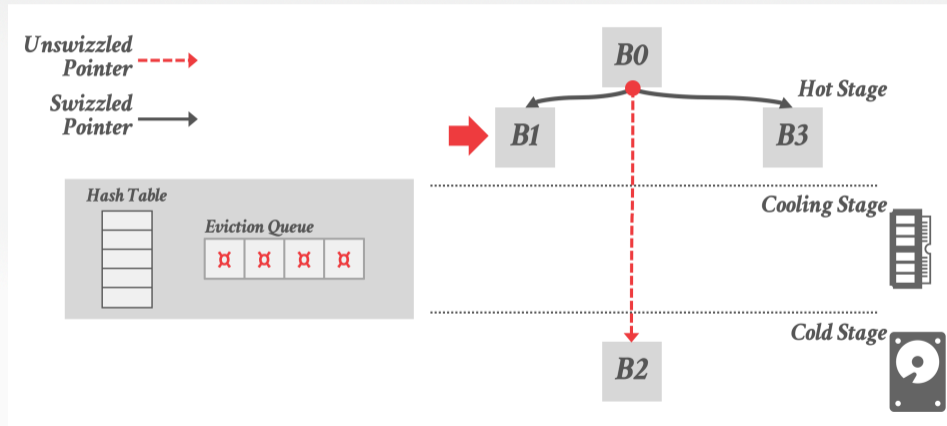 Unswizzled
Pointer
Swizzled
Pointer
B0
Hot Stage
B1
B3
Hash Table
Eviction Queue
¤ ¤ ¤ ¤
Cooling Stage
Cold Stage
B2